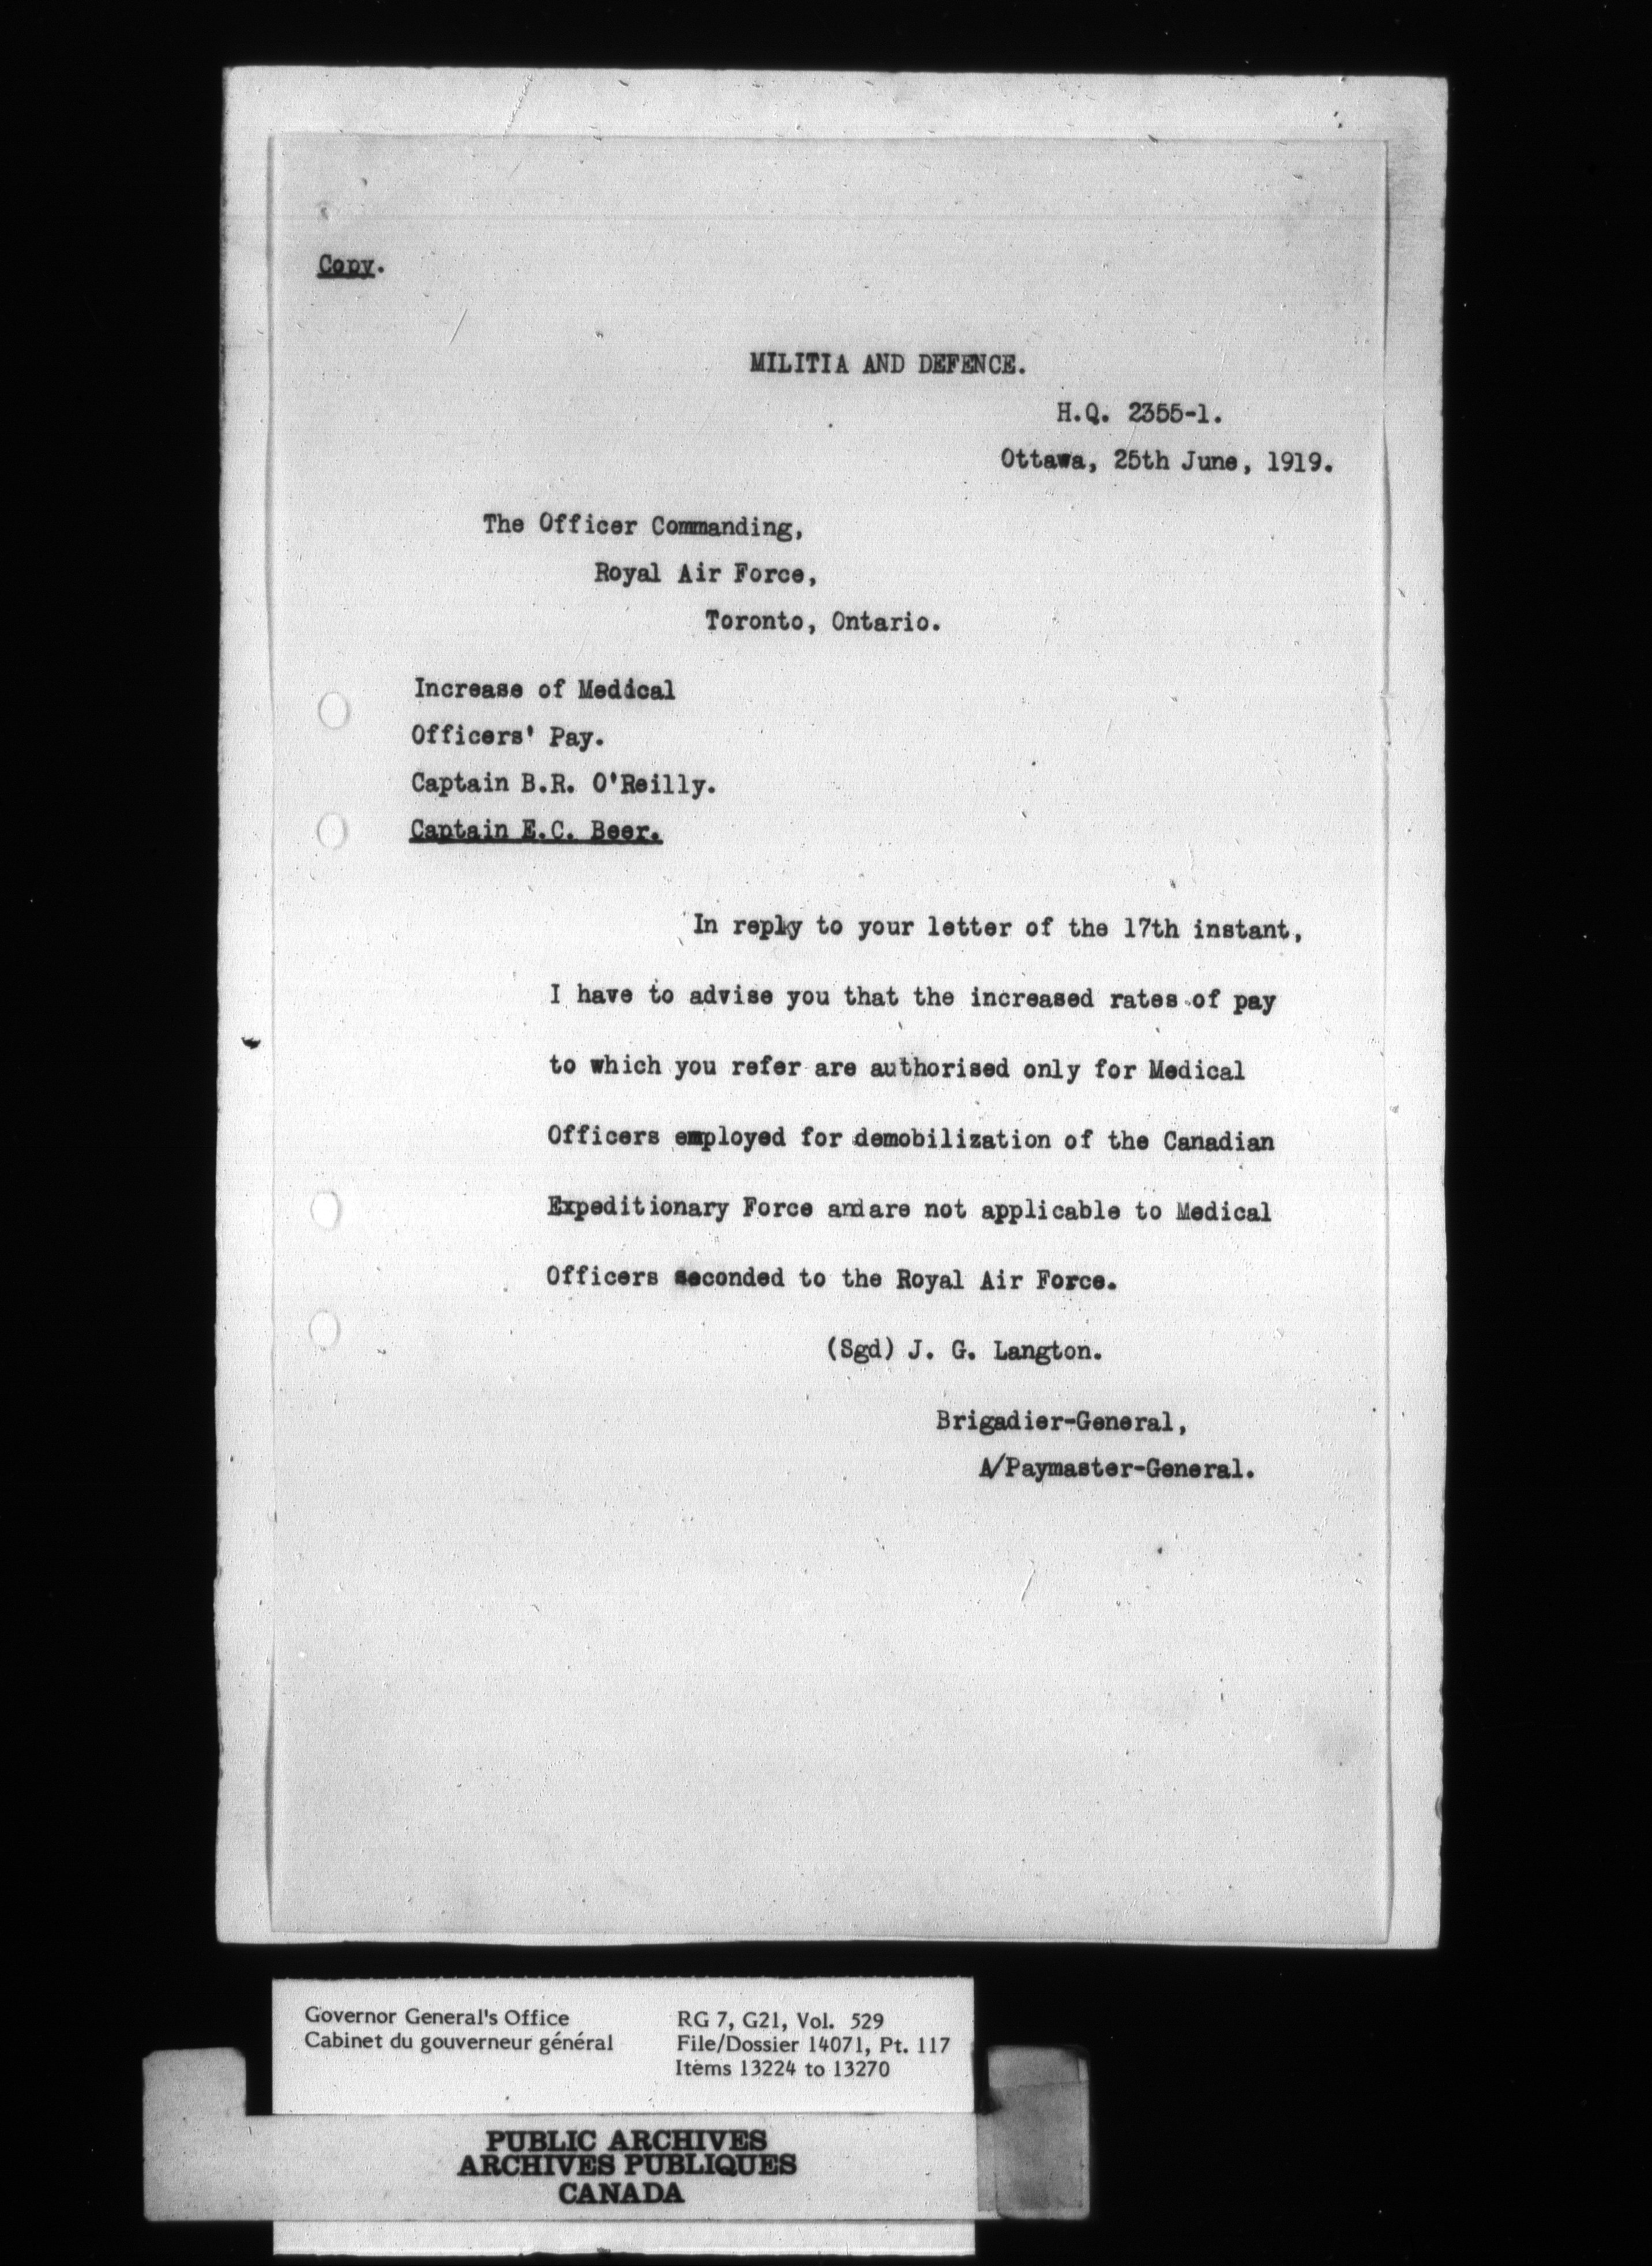 Copy.
MILITIA AND DEFENCE.
H.Q. 2355-1.
Ottawa, 25th June, 1919.
The Officer Commanding,
Royal Air Force,
Toronto, Ontario.
Increase of Medical
Officers' Pay.
Captain B.R. O'Reilly.
Captain E.C. Beer.
In reply to your letter of the 17th instant,
I have to advise you that the increased rates of pay
to which you refer are authorised only for Medical
Officers employed for demobilization of the Canadian
Expeditionary Force and are not applicable to Medical
Officers seconded to the Royal Air Force.
(Sgd) J. G. Langton.
Brigadier-General,
A/Paymaster-General.
Governor General's Office RG 7, G21, Vol. 529
Cabinet du gouverneur général File/Dossier 14071, Pt. 117
Items 13224 to 13270
PUBLIC ARCHIVES
ARCHIVES PUBLIQUES
CANADA